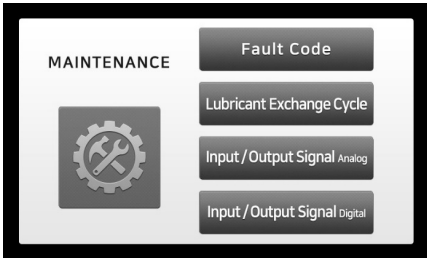 MAINTENANCE
Fault Code
Lubricant Exchange Cycle
Input / Output Signal Analog
Input / Output Signal Digital